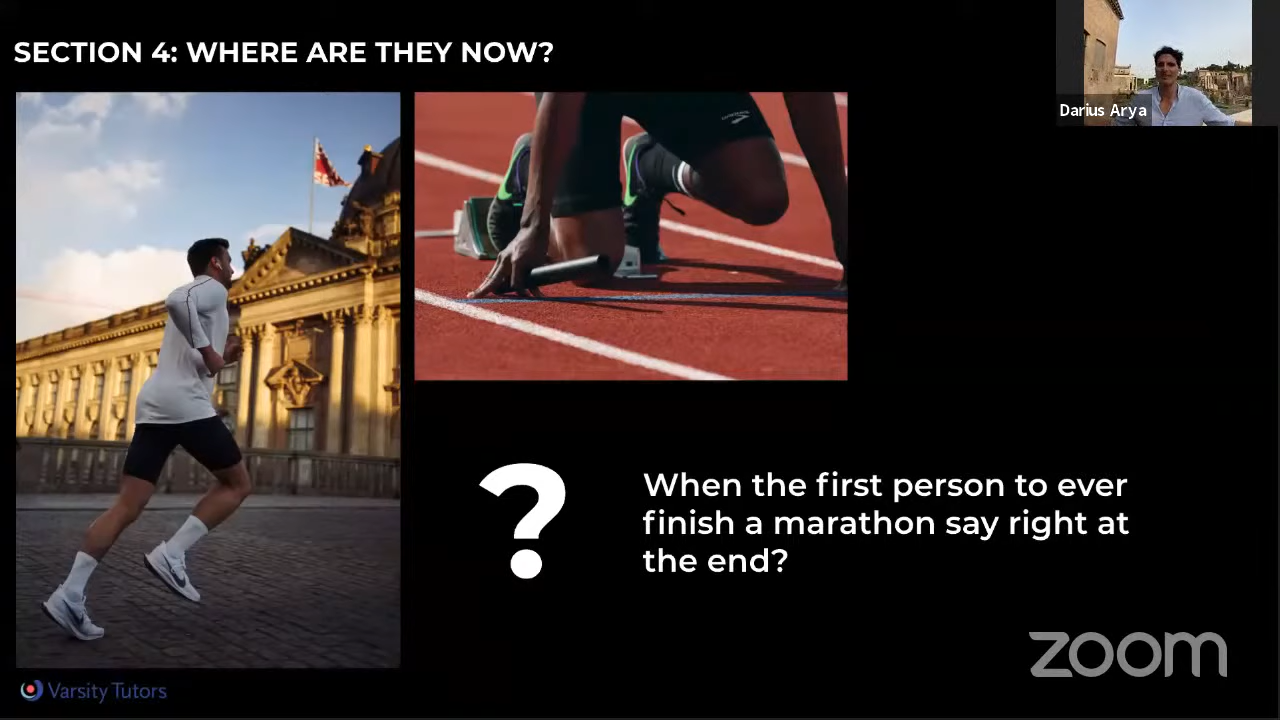 SECTION 4: WHERE ARE THEY NOW?
Darius Arya
When the first person to ever
finish a marathon say right at
the end?
?
zoom
Varsity Tutors